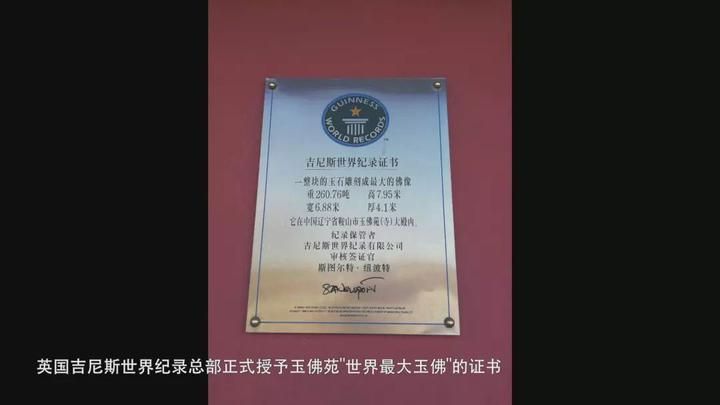 GUINNESS
WORLD RECORDS
吉尼斯世界纪录证书
一整块的玉石雕刻成最大的佛像
重260.76吨 高7.95米
宽6.88米 厚4.1米
它在中国辽宁省鞍山市玉佛苑(寺)大殿内。
纪录保管者
吉尼斯世界纪录有限公司
审核签证官
斯图尔特·纽波特
英国吉尼斯世界纪录总部正式授予玉佛苑"世界最大玉佛"的证书